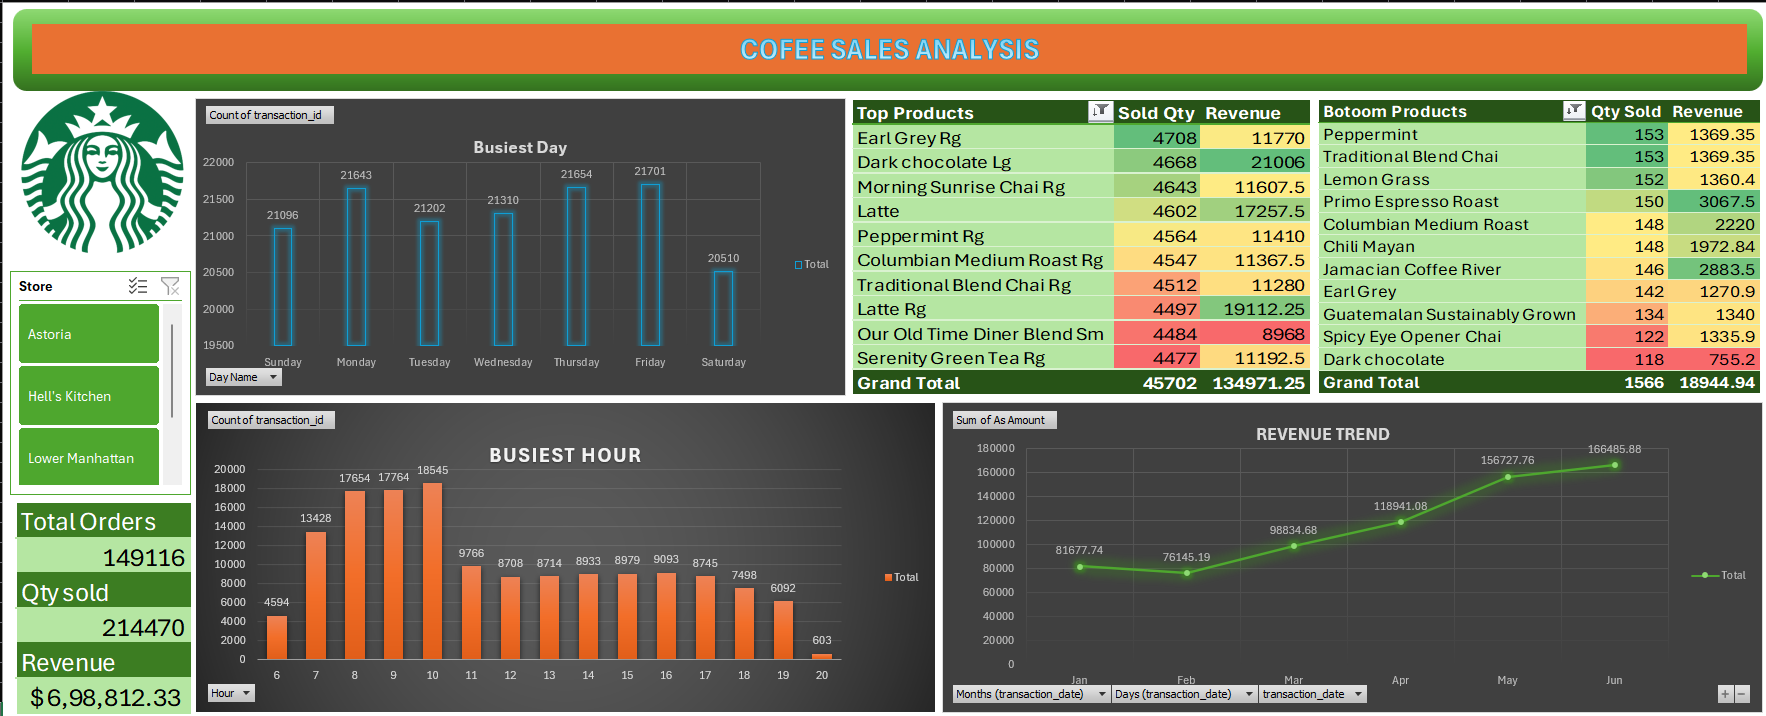 COFEE SALES ANALYSIS
Store
Astoria
Hell's Kitchen
Lower Manhattan
Total Orders
149116
Qty sold
214470
Revenue
$6,98,812.33
Count of transaction_id
Busiest Day
22000
21500
21000
20500
20000
19500
21096
21643
21202
21310
21654
21701
20510
Sunday Monday Tuesday Wednesday Thursday Friday Saturday
Total
Day Name
Top Products Sold Qty Revenue
Earl Grey Rg 4708 11770
Dark chocolate Lg 4668 21006
Morning Sunrise Chai Rg 4643 11607.5
Latte 4602 17257.5
Peppermint Rg 4564 11410
Columbian Medium Roast Rg 4547 11367.5
Traditional Blend Chai Rg 4512 11280
Latte Rg 4497 19112.25
Our Old Time Diner Blend Sm 4484 8968
Serenity Green Tea Rg 4477 11192.5
Grand Total 45702 134971.25
Botoom Products Qty Sold Revenue
Peppermint 153 1369.35
Traditional Blend Chai 153 1369.35
Lemon Grass 152 1360.4
Primo Espresso Roast 150 3067.5
Columbian Medium Roast 148 2220
Chili Mayan 148 1972.84
Jamacian Coffee River 146 2883.5
Earl Grey 142 1270.9
Guatemalan Sustainably Grown 134 1340
Spicy Eye Opener Chai 122 1335.9
Dark chocolate 118 755.2
Grand Total 1566 18944.94
Count of transaction_id
BUSIEST HOUR
20000
18000
16000
14000
12000
10000
8000
6000
4000
2000
0
4594
13428
17654
17764
18545
9766
8708
8714
8933
8979
9093
8745
7498
6092
603
6 7 8 9 10 11 12 13 14 15 16 17 18 19 20
Total
Hour
Sum of As Amount
REVENUE TREND
180000
160000
140000
120000
100000
80000
60000
40000
20000
0
81677.74
76145.19
98834.68
118941.08
156727.76
166485.88
Jan Feb Mar Apr May Jun
Total
Months (transaction_date) Days (transaction_date) transaction_date
+ −